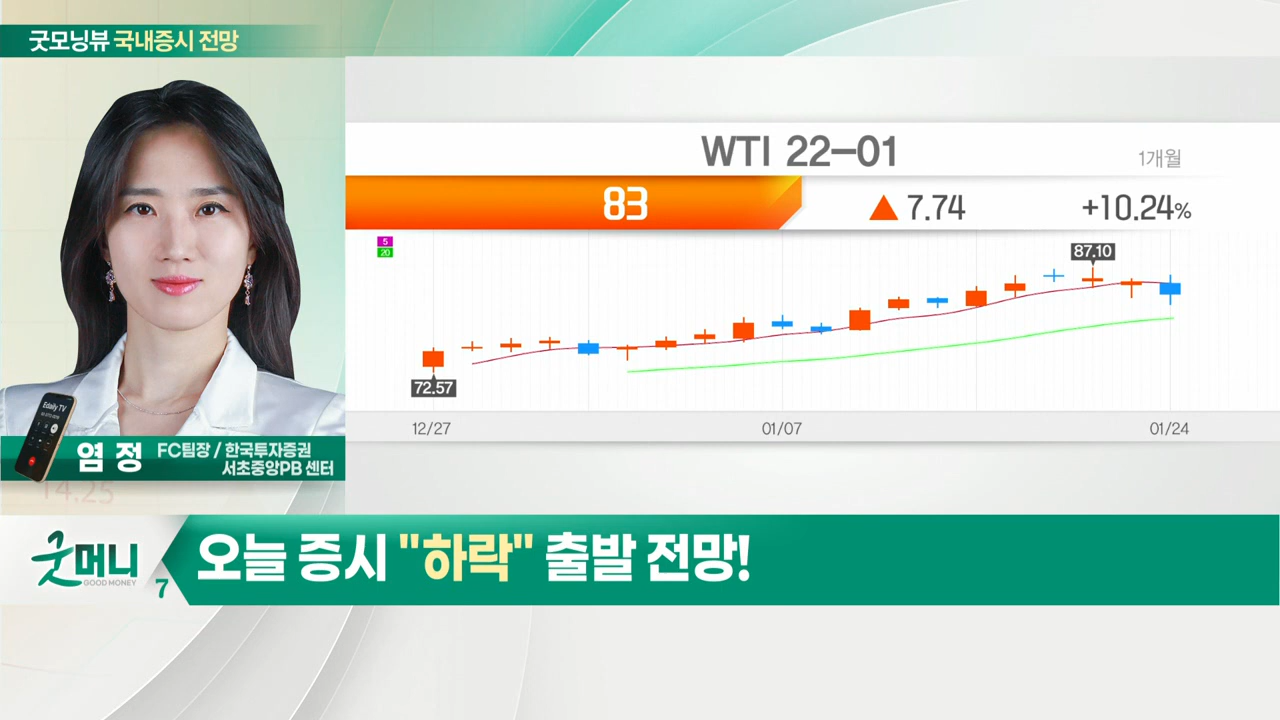 굿모닝뷰 국내증시 전망
WTI 22-01
1개월
83
▲ 7.74
+10.24%
5
20
87.10
72.57
12/27
01/07
01/24
Edaily TV
염 정
FC팀장 / 한국투자증권
서초중앙PB 센터
14.25
굿머니
GOOD MONEY
7
오늘 증시 "하락" 출발 전망!